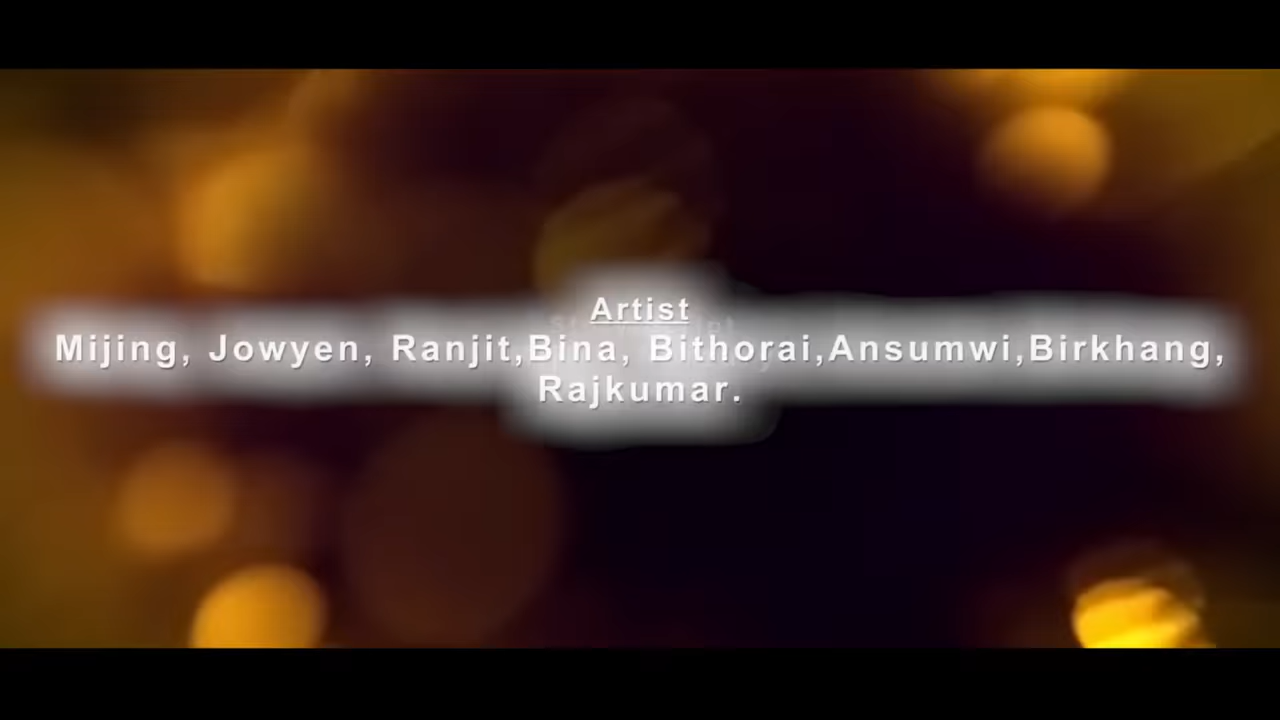 Artist
Mijing, Jowyen, Ranjit,Bina, Bithorai,Ansumwi,Birkhang,
Rajkumar.